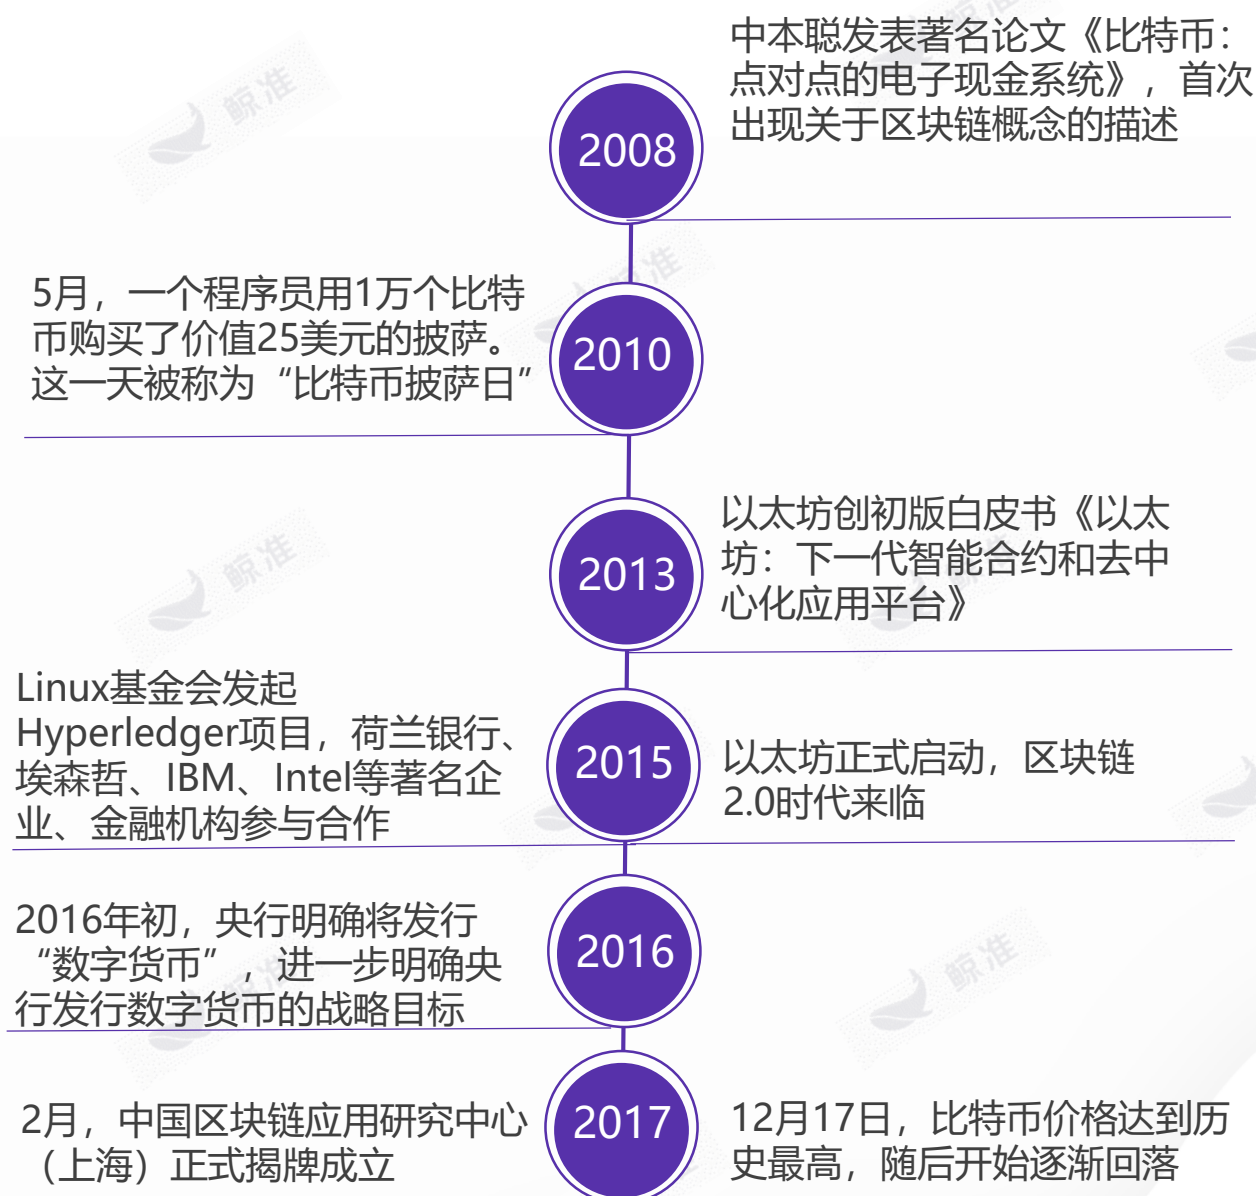 中本聪发表著名论文《比特币：
点对点的电子现金系统》，首次
出现关于区块链概念的描述
2008
5月，一个程序员用1万个比特
币购买了价值25美元的披萨。
这一天被称为“比特币披萨日”
2010
以太坊创初版白皮书《以太
坊：下一代智能合约和去中
心化应用平台》
2013
Linux基金会发起
Hyperledger项目，荷兰银行、
埃森哲、IBM、Intel等著名企
业、金融机构参与合作
2015
以太坊正式启动，区块链
2.0时代来临
2016年初，央行明确将发行
“数字货币”，进一步明确央
行发行数字货币的战略目标
2016
2月，中国区块链应用研究中心
（上海）正式揭牌成立
2017
12月17日，比特币价格达到历
史最高，随后开始逐渐回落
鲸准
鲸准
鲸准
鲸准
鲸准